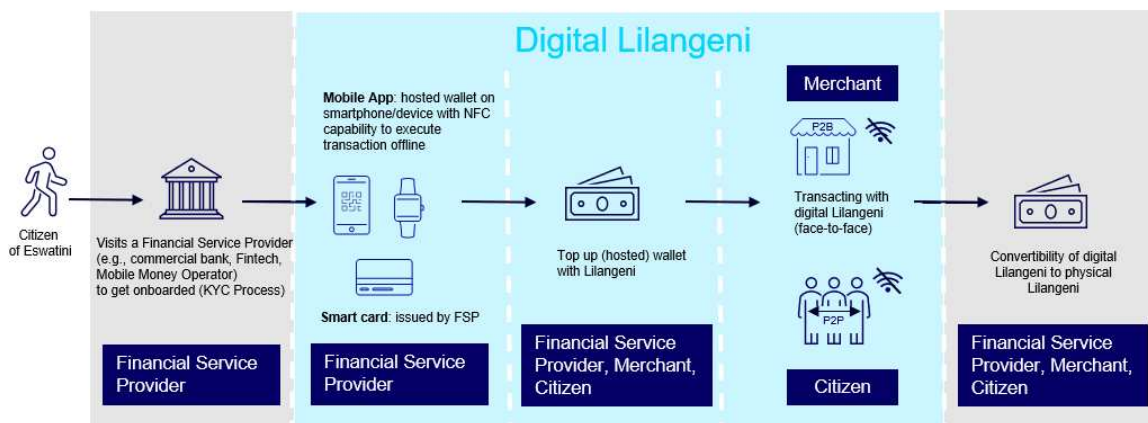 Digital Lilangeni
Citizen
of Eswatini
Visits a Financial Service Provider
(e.g., commercial bank, Fintech,
Mobile Money Operator)
to get onboarded (KYC Process)
Financial Service
Provider
Mobile App: hosted wallet on
smartphone/device with NFC
capability to execute
transaction offline
Smart card: issued by FSP
Financial Service
Provider
Top up (hosted) wallet
with Lilangeni
Financial Service
Provider, Merchant,
Citizen
Merchant
P2B
Transacting with
digital Lilangeni
(face-to-face)
P2P
Citizen
Convertibility of digital
Lilangeni to physical
Lilangeni
Financial Service
Provider, Merchant,
Citizen